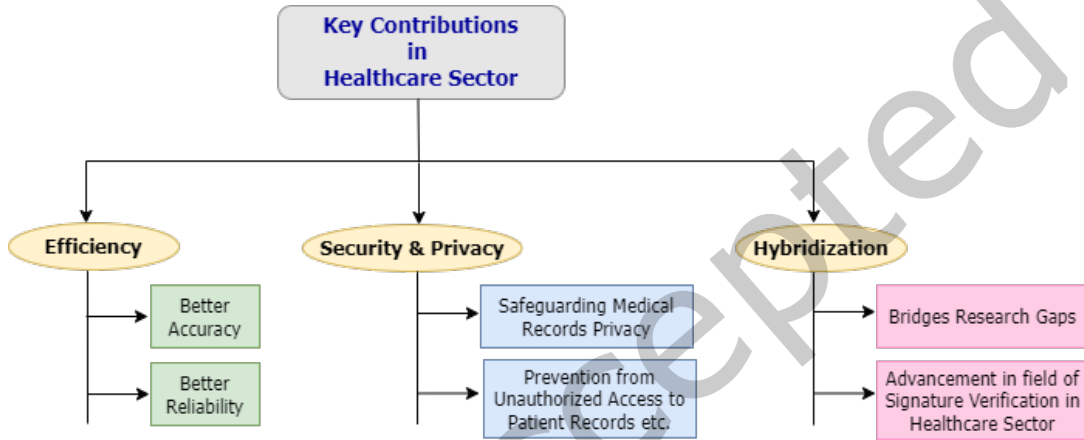 Key Contributions
in
Healthcare Sector
Efficiency
Security & Privacy
Hybridization
Better
Accuracy
Safeguarding Medical
Records Privacy
Bridges Research Gaps
Better
Reliability
Prevention from
Unauthorized Access to
Patient Records etc.
Advancement in field of
Signature Verification in
Healthcare Sector
cepted